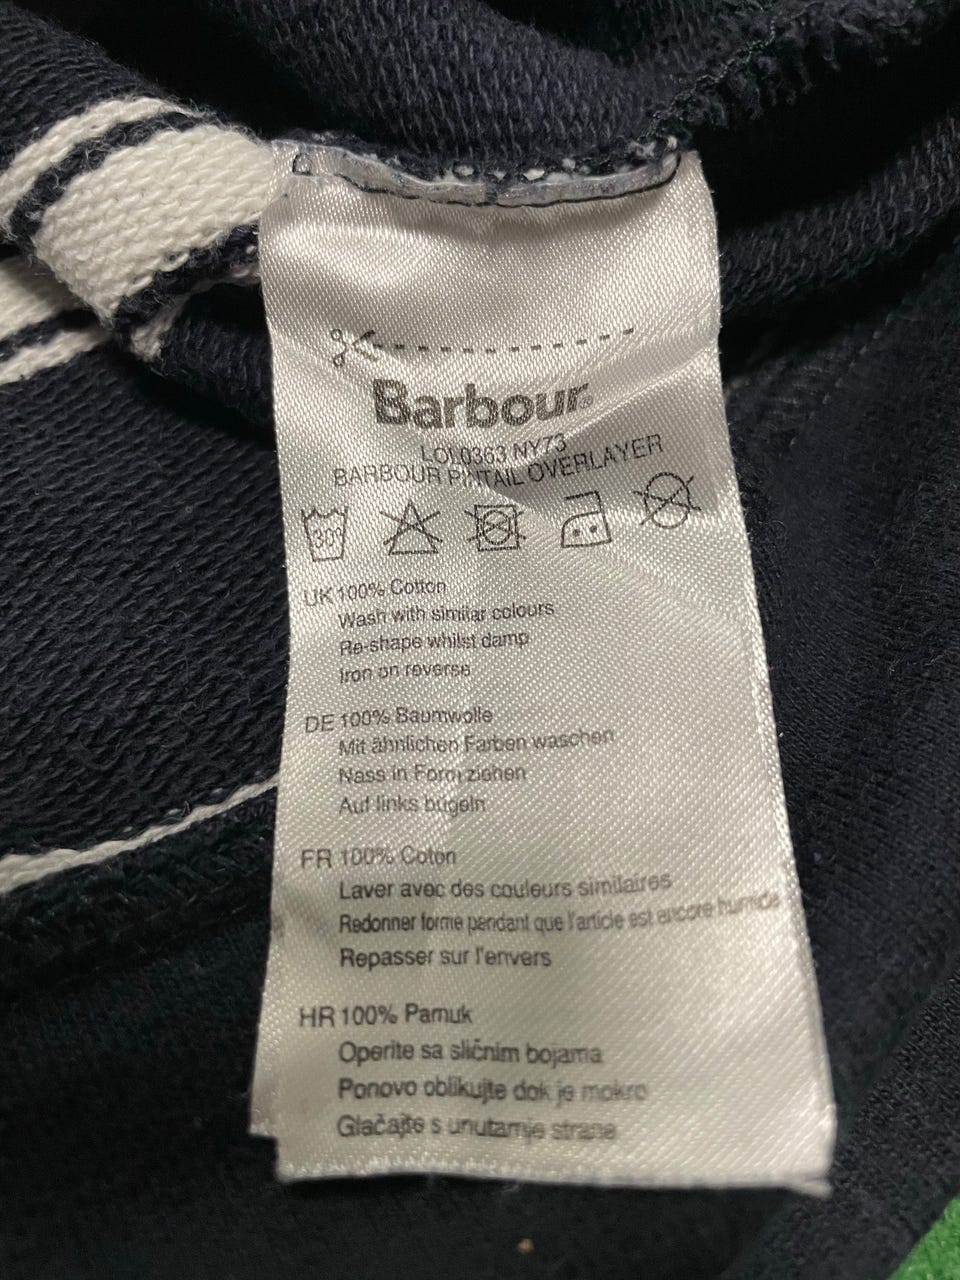 Barbour®
LOL0363 NY73
BARBOUR PINTAIL OVERLAYER
30°
UK 100% Cotton
Wash with similar colours
Re-shape whilst damp
Iron on reverse
DE 100% Baumwolle
Mit ähnlichen Farben waschen
Nass in Form ziehen
Auf links bügeln
FR 100% Coton
Laver avec des couleurs similaires
Redonner forme pendant que l'article est encore humide
Repasser sur l'envers
HR 100% Pamuk
Operite sa sličnim bojama
Ponovo oblikujte dok je mokro
Glačajte s unutarnje strane